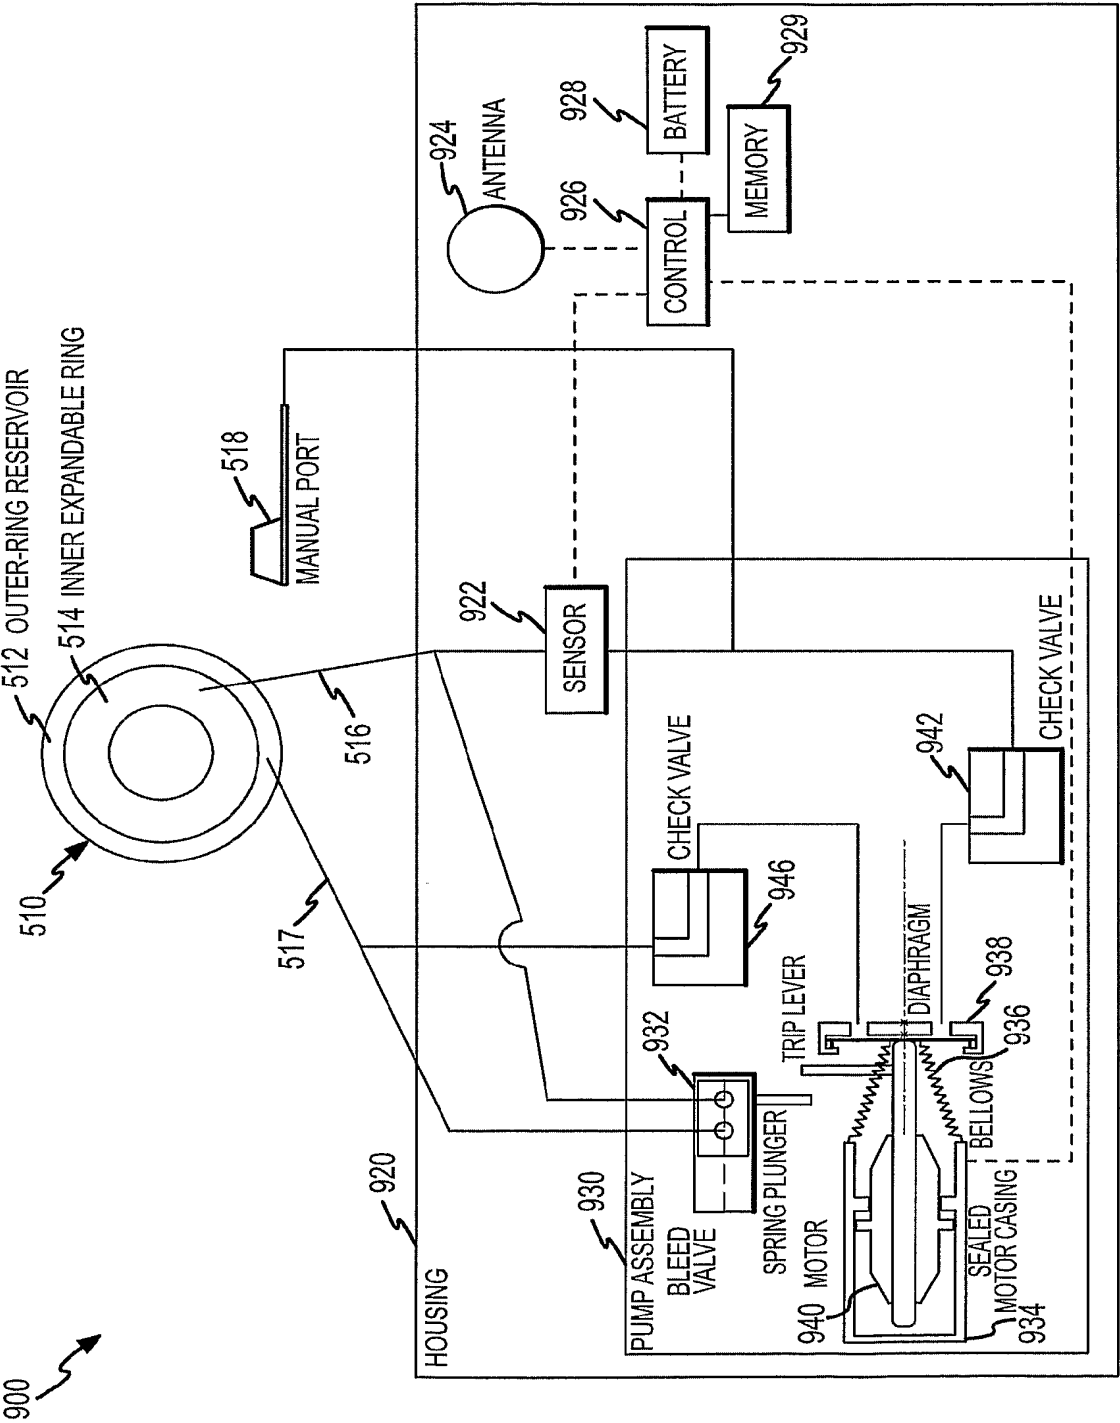 900
510
512 OUTER-RING RESERVOIR
514 INNER EXPANDABLE RING
518
MANUAL PORT
516
517
920
HOUSING
924
ANTENNA
928
BATTERY
929
MEMORY
926
CONTROL
922
SENSOR
930
PUMP ASSEMBLY
BLEED
VALVE
932
SPRING PLUNGER
CHECK VALVE
946
TRIP LEVER
MOTOR
940
DIAPHRAGM
938
936
BELLOWS
SEALED
MOTOR CASING
934
942
CHECK VALVE